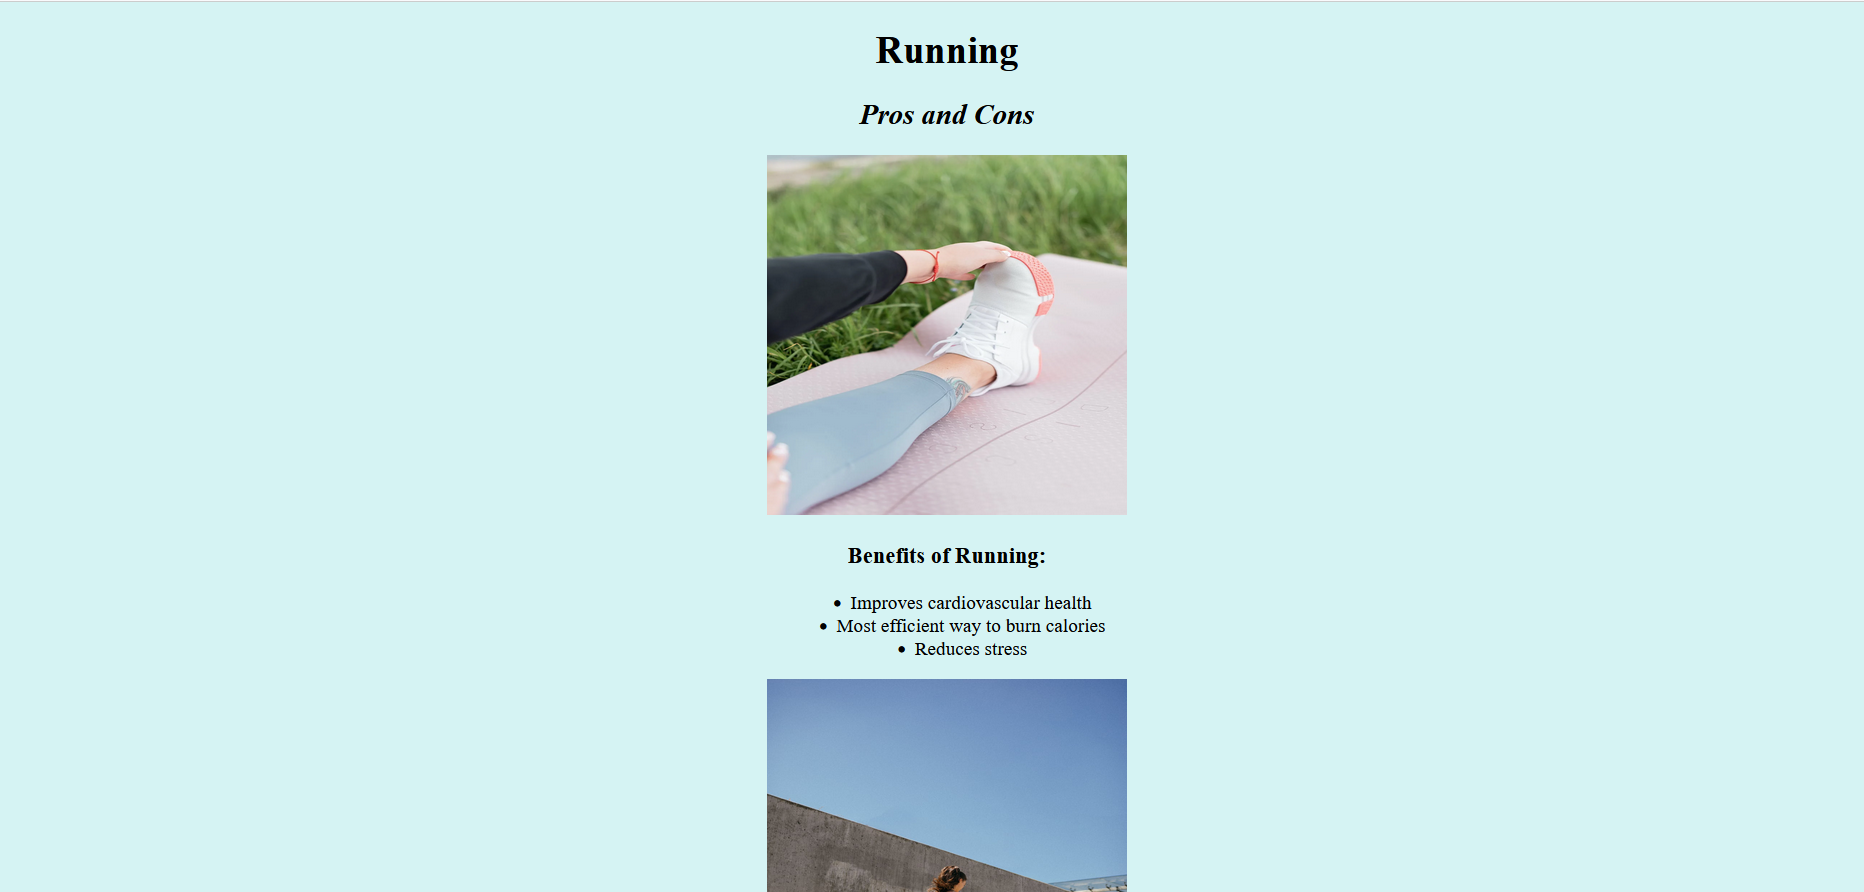 Running
Pros and Cons
Benefits of Running:
• Improves cardiovascular health
• Most efficient way to burn calories
• Reduces stress